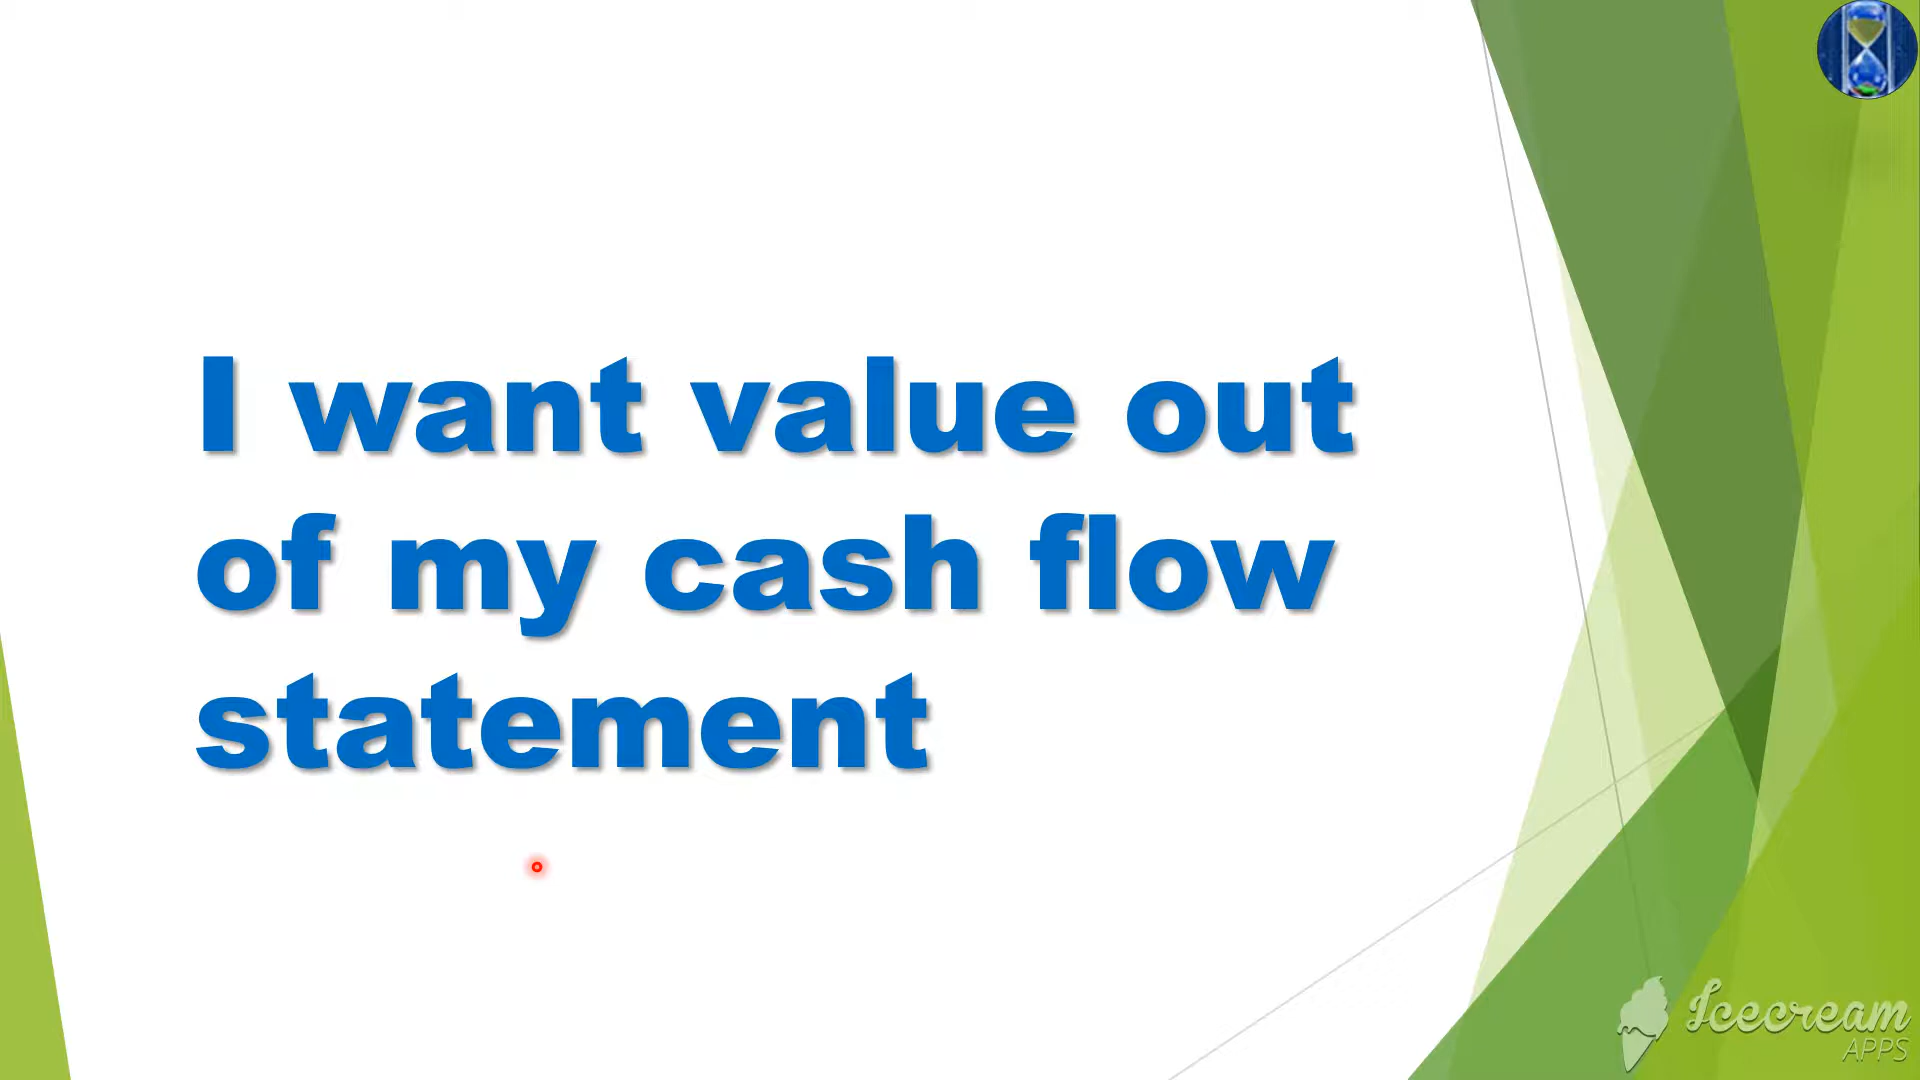 I want value out
of my cash flow
statement
Icecream
APPS